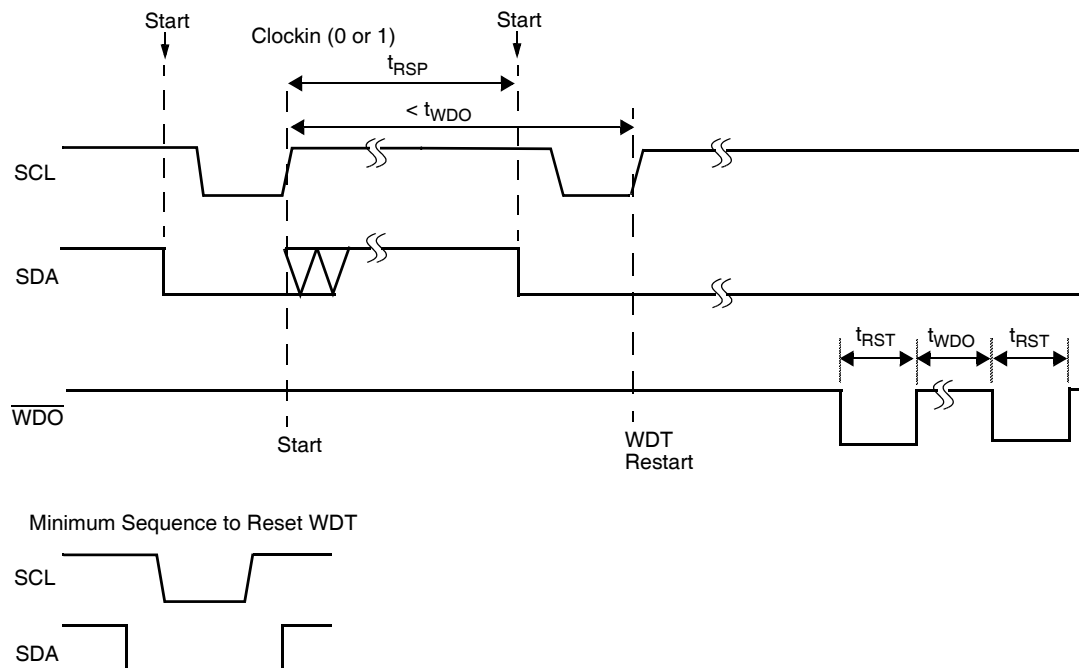 Start
Start
Clockin (0 or 1)
tRSP
< tWDO
SCL
SDA
tRST
tWDO
tRST
WDO
Start
WDT
Restart
Minimum Sequence to Reset WDT
SCL
SDA